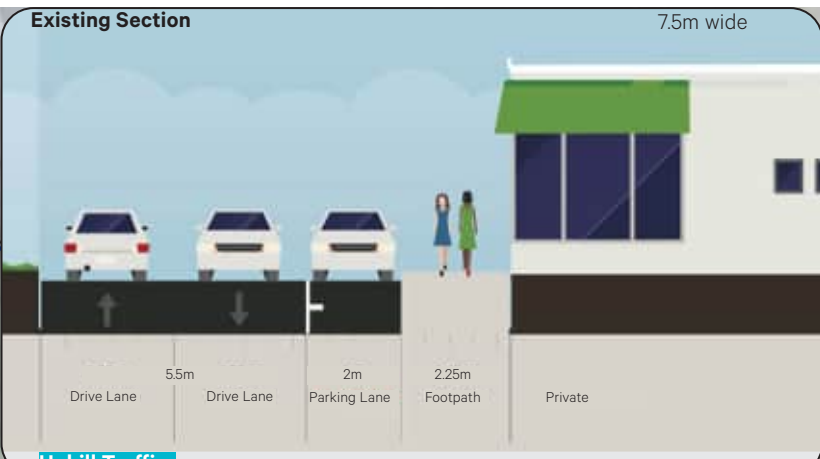 Existing Section 7.5m wide
5.5m 2m 2.25m
Drive Lane Drive Lane Parking Lane Footpath Private